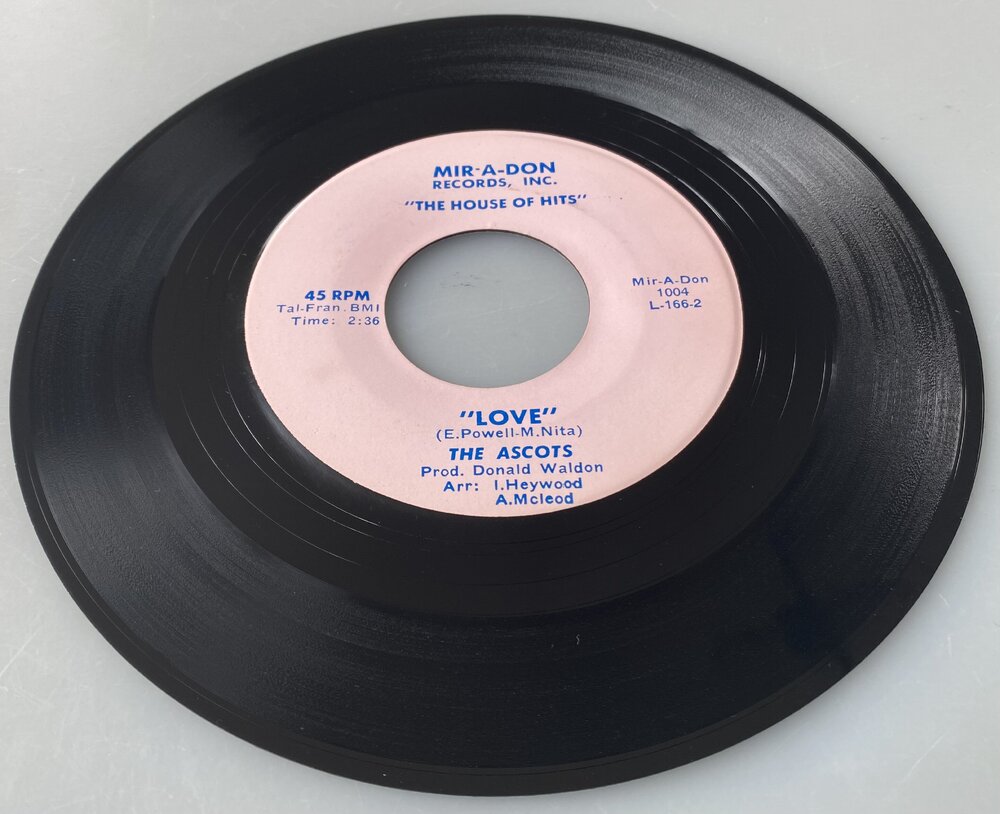 MIR-A-DON
RECORDS, INC.
"THE HOUSE OF HITS"
45 RPM
Tal-Fran. BMI
Time: 2:36
Mir-A-Don
1004
L-166-2
"LOVE"
(E.Powell-M.Nita)
THE ASCOTS
Prod. Donald Waldon
Arr: I.Heywood
A.Mcleod